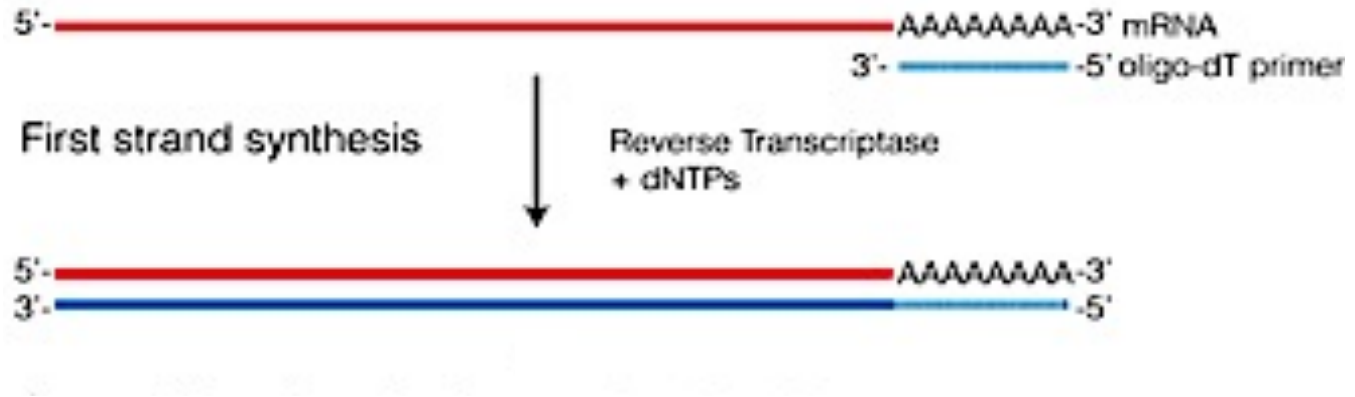 5'- AAAAAAAA-3' mRNA
3'- -5' oligo-dT primer
First strand synthesis
Reverse Transcriptase
+ dNTPs
5'- AAAAAAAA-3'
3'- -5'